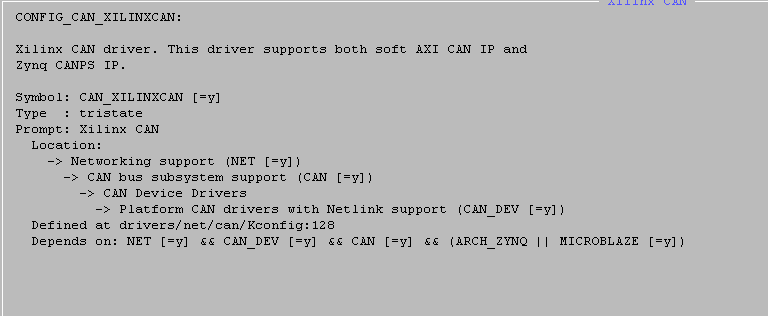 Xilinx CAN
CONFIG_CAN_XILINXCAN:
Xilinx CAN driver. This driver supports both soft AXI CAN IP and
Zynq CANPS IP.
Symbol: CAN_XILINXCAN [=y]
Type  : tristate
Prompt: Xilinx CAN
Location:
-> Networking support (NET [=y])
-> CAN bus subsystem support (CAN [=y])
-> CAN Device Drivers
-> Platform CAN drivers with Netlink support (CAN_DEV [=y])
Defined at drivers/net/can/Kconfig:128
Depends on: NET [=y] && CAN_DEV [=y] && CAN [=y] && (ARCH_ZYNQ || MICROBLAZE [=y])